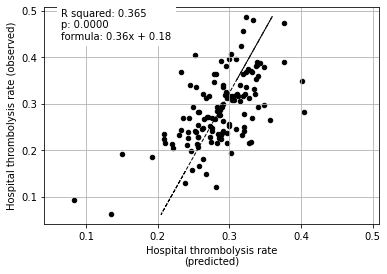 R squared: 0.365
p: 0.0000
formula: 0.36x + 0.18
Hospital thrombolysis rate (observed)
0.5
0.4
0.3
0.2
0.1
0.1
0.2
0.3
0.4
0.5
Hospital thrombolysis rate
(predicted)